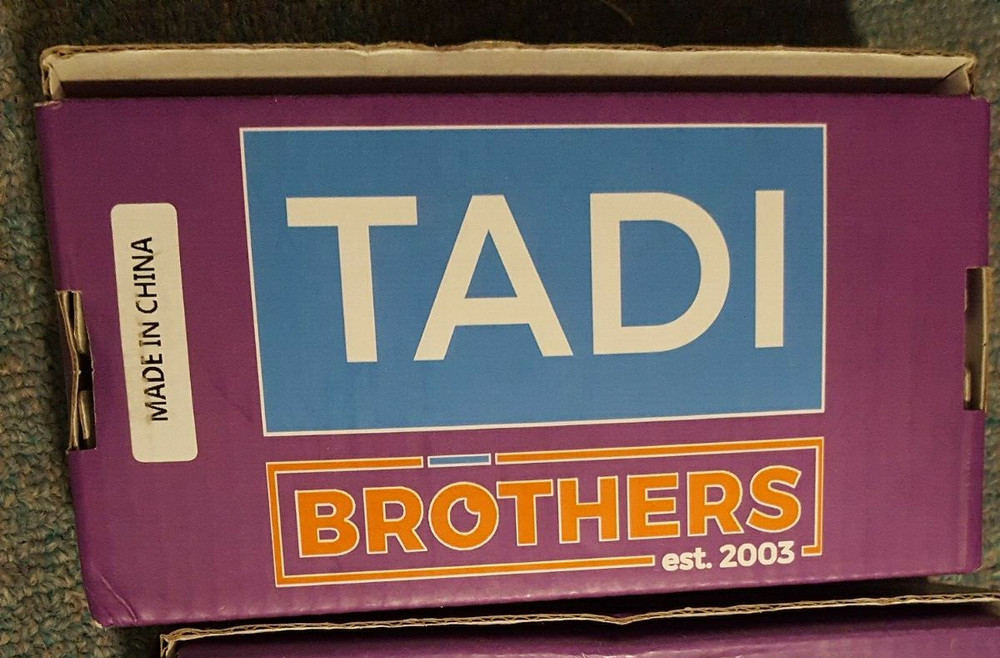 TADI
BROTHERS
est. 2003
MADE IN CHINA